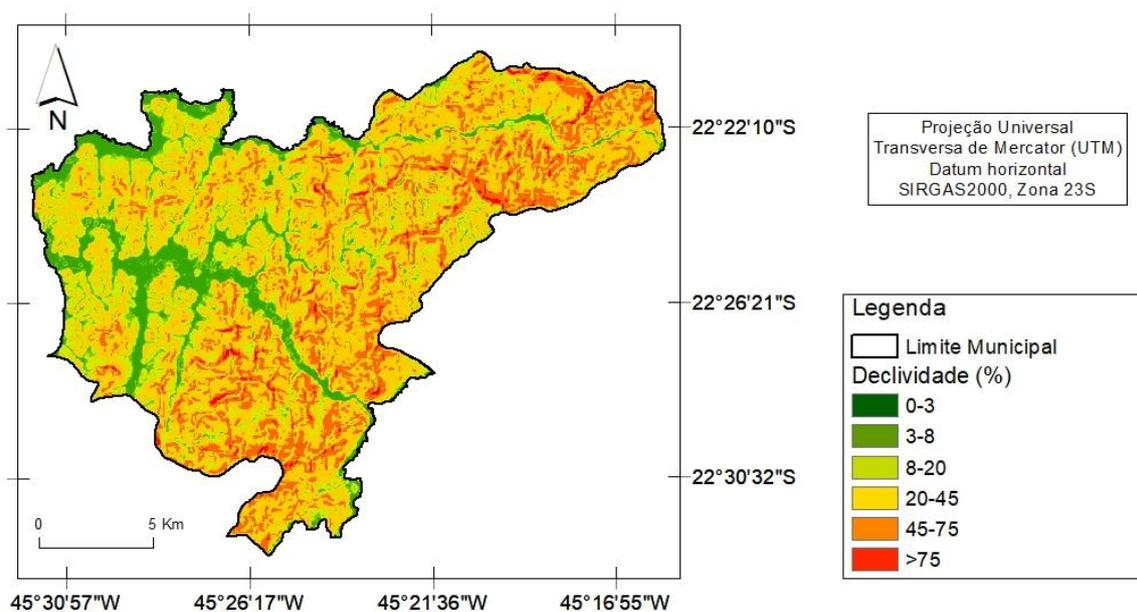 N
22°22'10"S
22°26'21"S
22°30'32"S
0 5 Km
45°30'57"W 45°26'17"W 45°21'36"W 45°16'55"W
Projeção Universal
Transversa de Mercator (UTM)
Datum horizontal
SIRGAS2000, Zona 23S
Legenda
Limite Municipal
Declividade (%)
0-3
3-8
8-20
20-45
45-75
>75